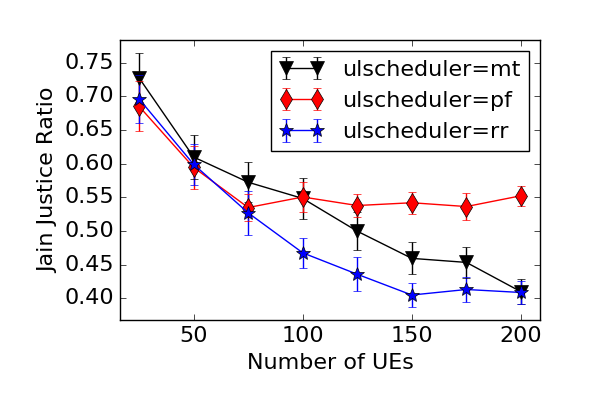 ulscheduler=mt
ulscheduler=pf
ulscheduler=rr
Jain Justice Ratio
0.75
0.70
0.65
0.60
0.55
0.50
0.45
0.40
50
100
150
200
Number of UEs